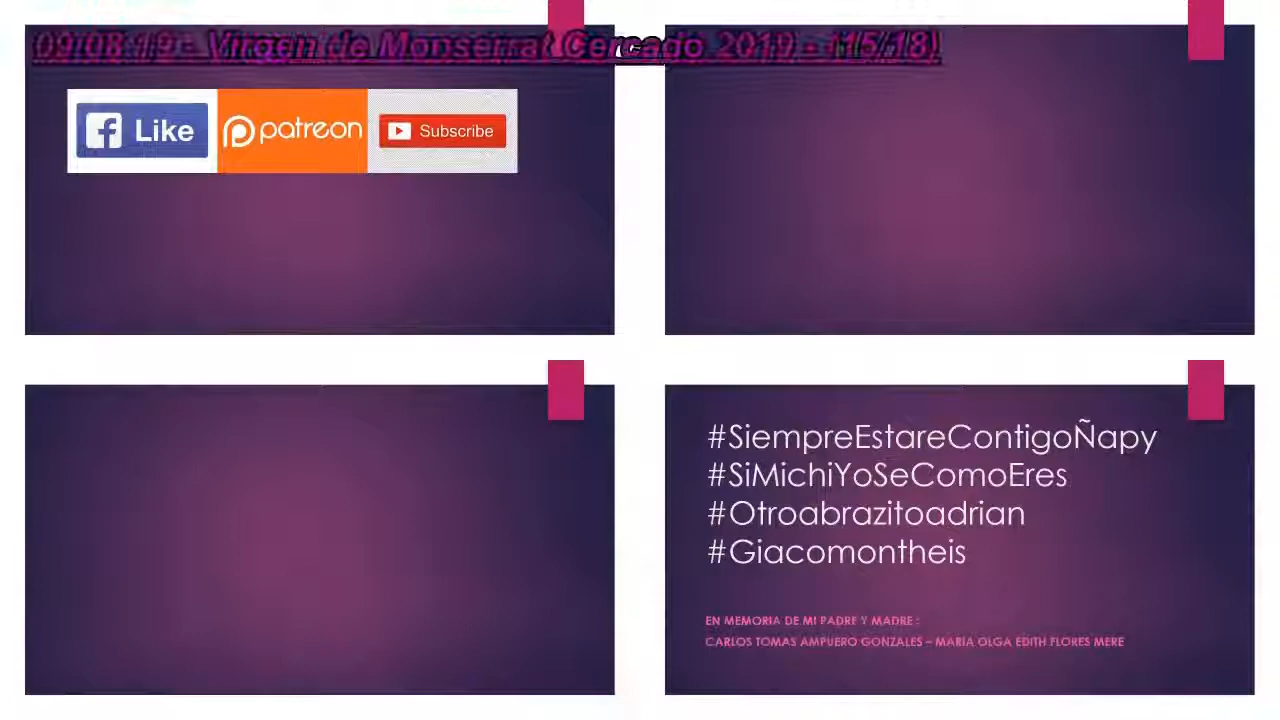 09/08/19 - Virgen de Monserrat Cercado 2019 - (15/18)
Like
patreon
Subscribe
#SiempreEstareContigoÑapy
#SiMichiYoSeComoEres
#Otroabrazitoadrian
#Giacomontheis
EN MEMORIA DE MI PADRE Y MADRE :
CARLOS TOMAS AMPUERO GONZALES – MARIA OLGA EDITH FLORES MERE